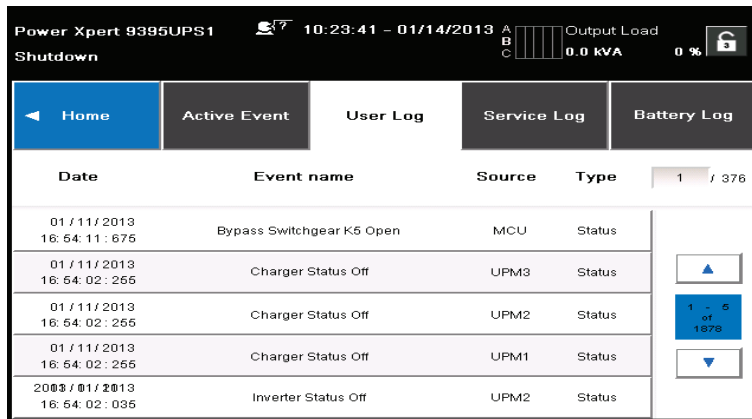 Power Xpert 9395UPS1 10:23:41 - 01/14/2013 A Output Load
B
Shutdown C 0.0 kVA 0 % 3
Home Active Event User Log Service Log Battery Log
Date Event name Source Type 1 / 376
01/11/2013
16:54:11:675 Bypass Switchgear K5 Open MCU Status
01/11/2013
16:54:02:255 Charger Status Off UPM3 Status
01/11/2013
16:54:02:255 Charger Status Off UPM2 Status
1 - 5
of
1878
01/11/2013
16:54:02:255 Charger Status Off UPM1 Status
16:54:02:035 Inverter Status Off UPM2 Status